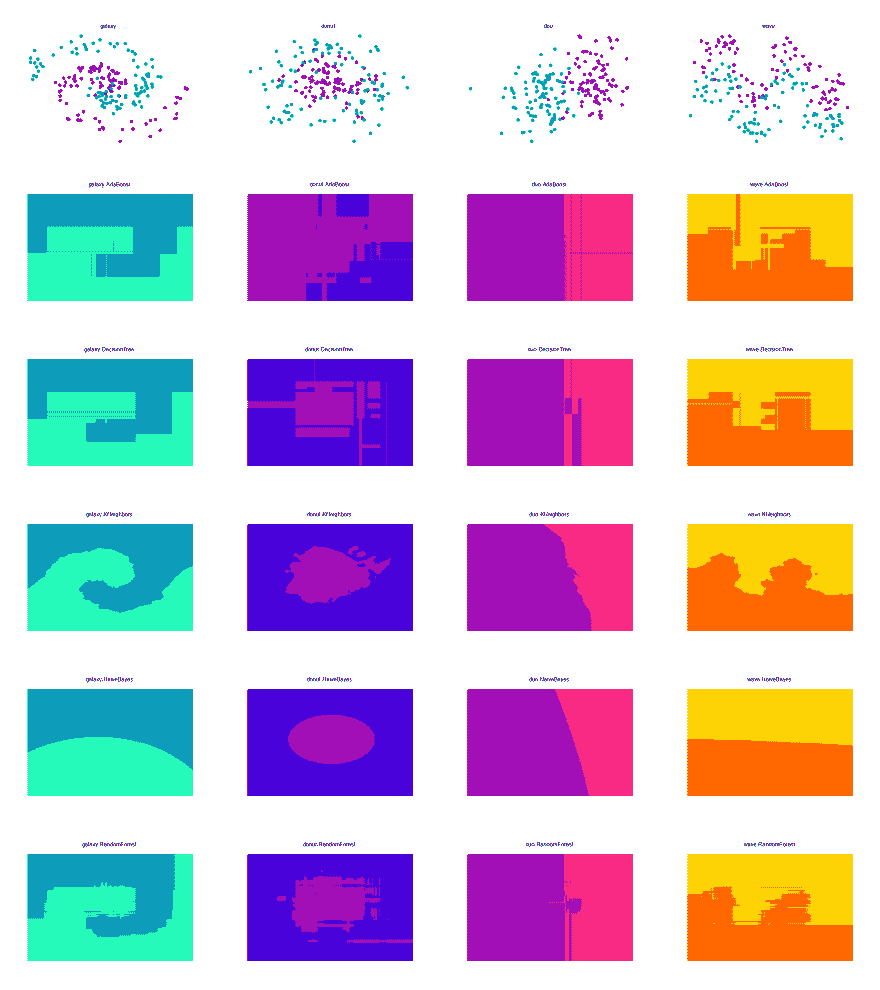 galaxy
donut
duo
wave
galaxy AdaBoost
donut AdaBoost
duo AdaBoost
wave AdaBoost
galaxy DecisionTree
donut DecisionTree
duo DecisionTree
wave DecisionTree
galaxy KNeighbors
donut KNeighbors
duo KNeighbors
wave KNeighbors
galaxy NaiveBayes
donut NaiveBayes
duo NaiveBayes
wave NaiveBayes
galaxy RandomForest
donut RandomForest
duo RandomForest
wave RandomForest